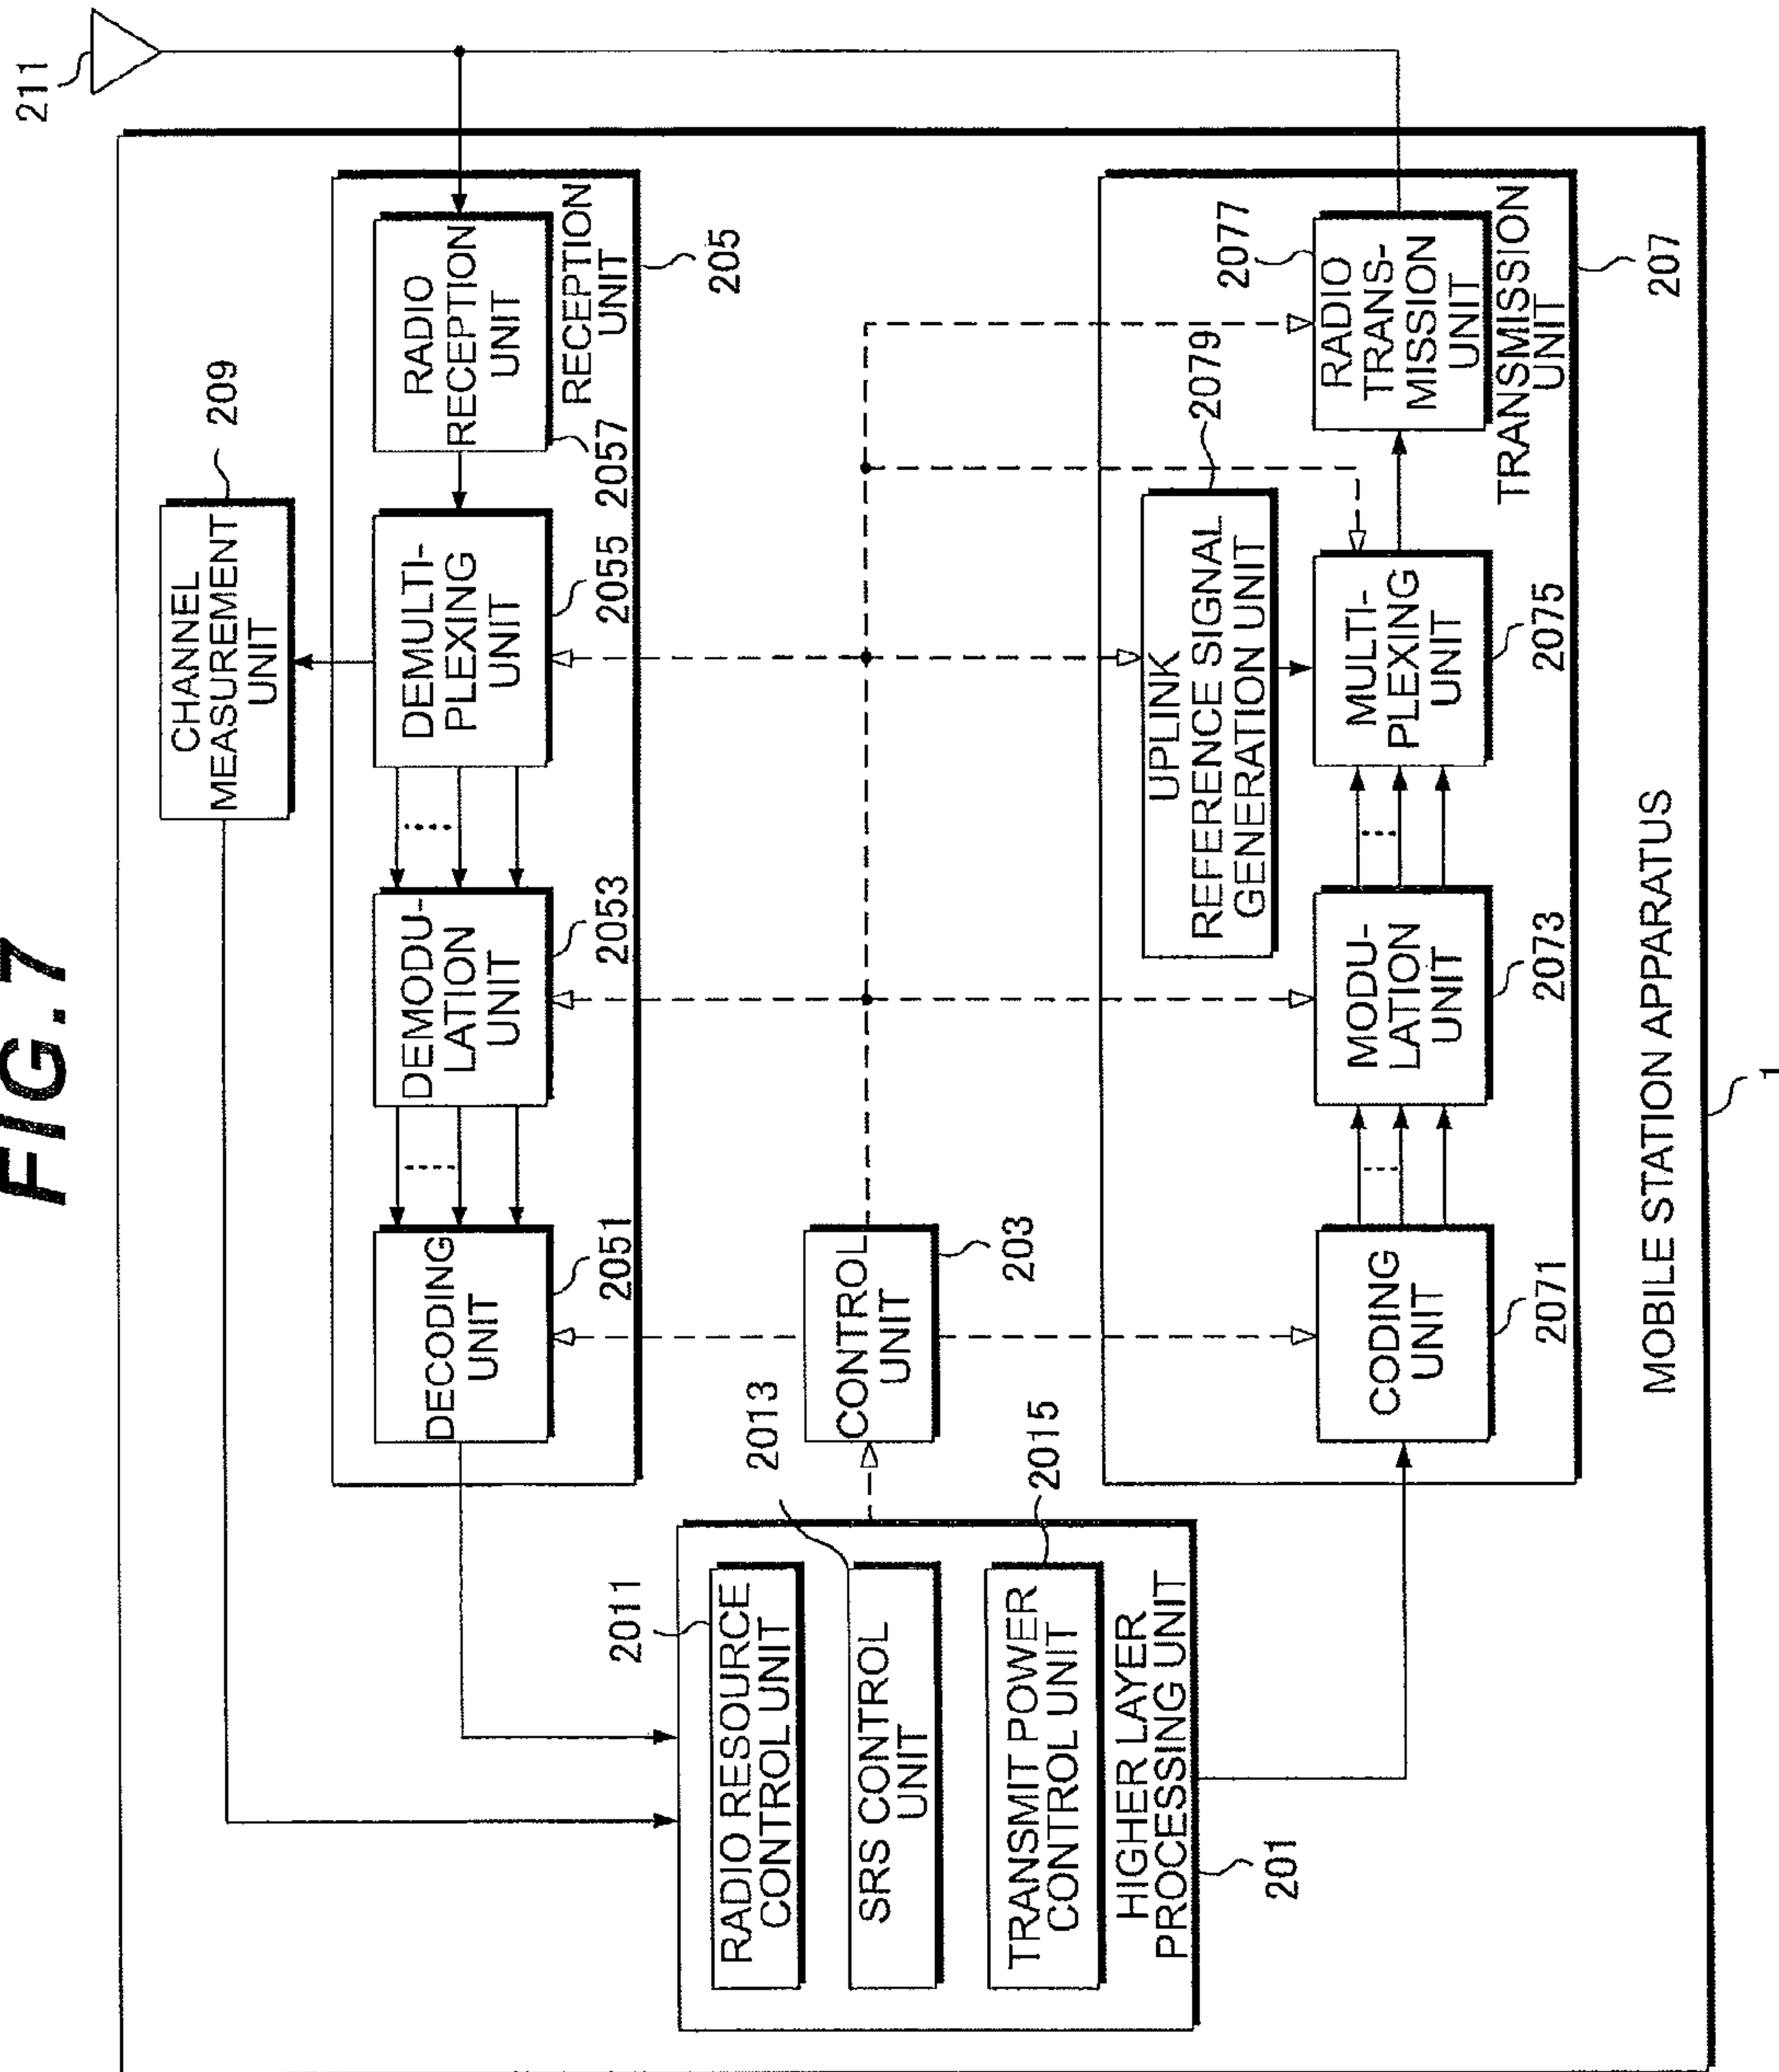 FIG.7
211
CHANNEL
MEASUREMENT
UNIT
209
DECODING
UNIT
2051
DEMODU-
LATION
UNIT
2053
DEMULTI-
PLEXING
UNIT
2055
RADIO
RECEPTION
UNIT
2057
RECEPTION
UNIT
205
2011
RADIO RESOURCE
CONTROL UNIT
2013
SRS CONTROL
UNIT
2015
TRANSMIT POWER
CONTROL UNIT
HIGHER LAYER
PROCESSING UNIT
201
CONTROL
UNIT
203
UPLINK
REFERENCE SIGNAL
GENERATION UNIT
2079
CODING
UNIT
2071
MODU-
LATION
UNIT
2073
MULTI-
PLEXING
UNIT
2075
2077
RADIO
TRANS-
MISSION
UNIT
TRANSMISSION
UNIT
207
MOBILE STATION APPARATUS
1